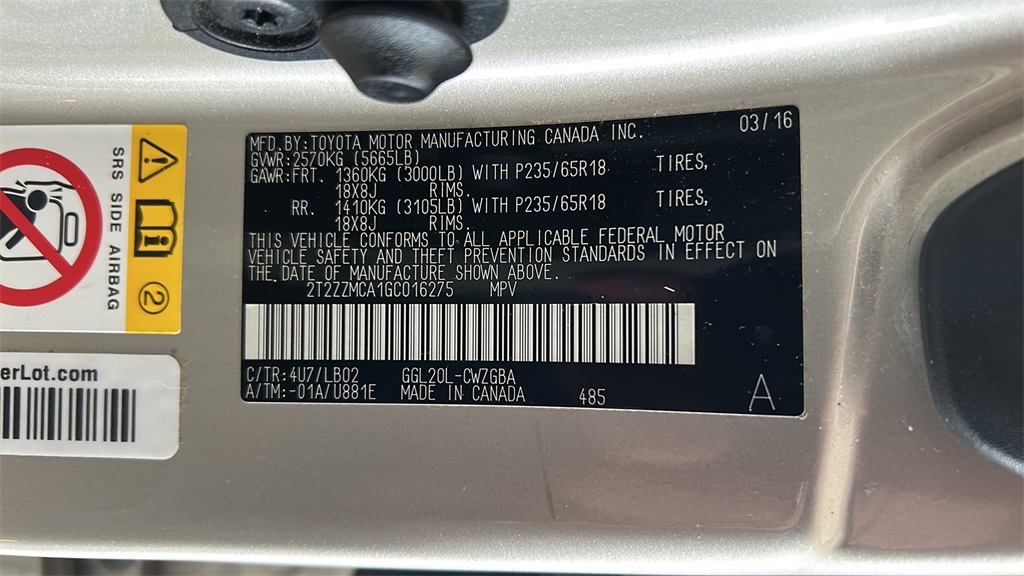 MFD.BY:TOYOTA MOTOR MANUFACTURING CANADA INC. 03/16
GVWR:2570KG (5665LB)
GAWR:FRT. 1360KG (3000LB) WITH P235/65R18 TIRES,
18X8J RIMS.
RR. 1410KG (3105LB) WITH P235/65R18 TIRES,
18X8J RIMS.
THIS VEHICLE CONFORMS TO ALL APPLICABLE FEDERAL MOTOR
VEHICLE SAFETY AND THEFT PREVENTION STANDARDS IN EFFECT ON
THE DATE OF MANUFACTURE SHOWN ABOVE.
2T2ZZMCA1GC016275 MPV
C/TR:4U7/LB02 GGL20L-CWZGBA
A/TM:-01A/U881E MADE IN CANADA 485 A
SRS SIDE AIRBAG
2
erLot.com